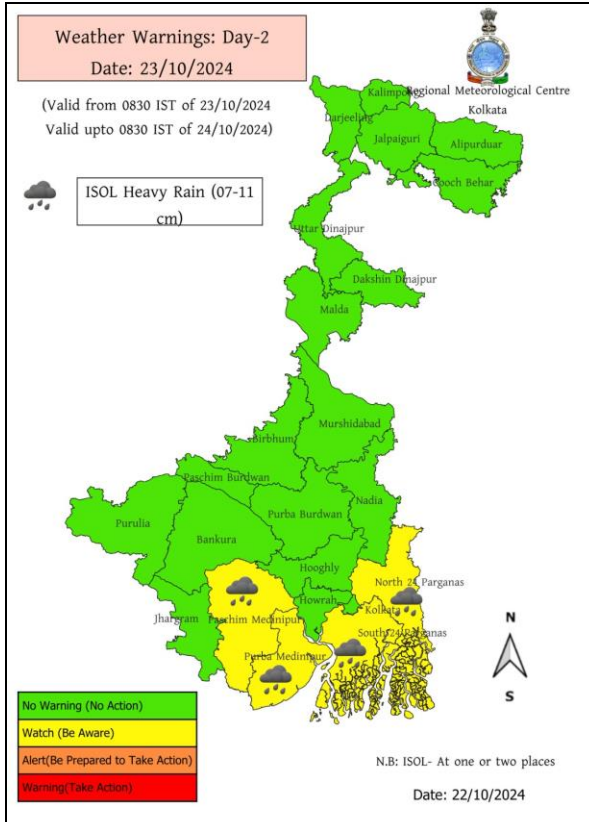 Weather Warnings: Day-2
Date: 23/10/2024
(Valid from 0830 IST of 23/10/2024
Valid upto 0830 IST of 24/10/2024)
Regional Meteorological Centre
Kolkata
ISOL Heavy Rain (07-11
cm)
Kalimpong
Darjeeling
Jalpaiguri
Alipurduar
Cooch Behar
Uttar Dinajpur
Dakshin Dinajpur
Malda
Murshidabad
Birbhum
Paschim Burdwan
Nadia
Purba Burdwan
Purulia
Bankura
Hooghly
North 24 Parganas
Howrah
Kolkata
Jhargram
Paschim Medinipur
South 24 Parganas
Purba Medinipur
N
S
No Warning (No Action)
Watch (Be Aware)
Alert(Be Prepared to Take Action)
Warning(Take Action)
N.B: ISOL- At one or two places
Date: 22/10/2024